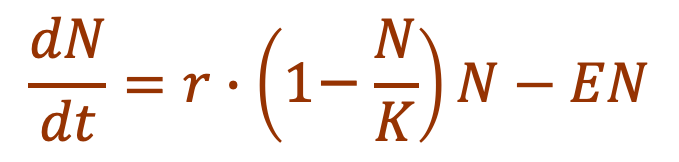 dN/dt = r · (1 − N/K) N − EN